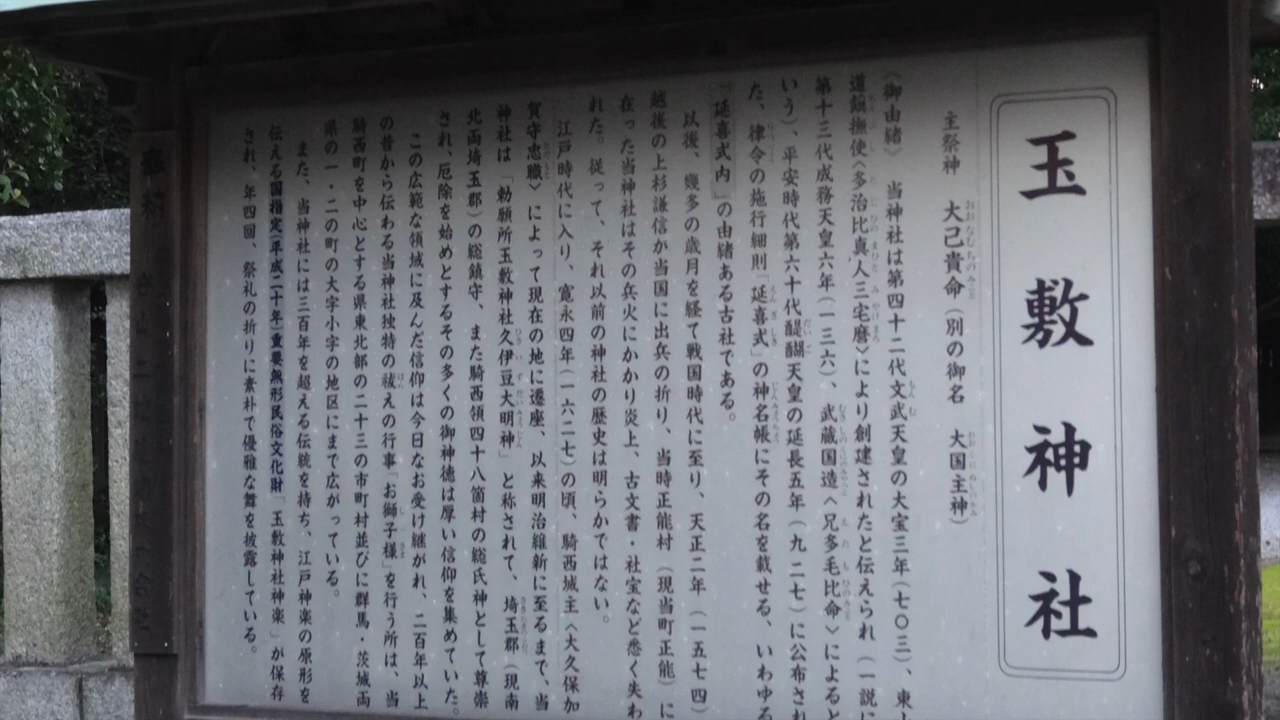 玉敷神社
主祭神 大己貴命（別の御名 大国主神）
（御由緒） 当神社は第四十二代文武天皇の大宝三年（七〇三）、東
道鎮撫使〈多治比真人三宅麿〉により創建されたと伝えられ（一説に
第十三代成務天皇六年（一三六）、武蔵国造〈兄多毛比命〉によると
いう）、平安時代第六十代醍醐天皇の延長五年（九二七）に公布され
た、律令の施行細則「延喜式」の神名帳にその名を載せる、いわゆる
『延喜式内』の由緒ある古社である。
以後、幾多の歳月を経て戦国時代に至り、天正二年（一五七四）
越後の上杉謙信が当国に出兵の折り、当時正能村（現当町正能）に
在った当神社はその兵火にかかり炎上、古文書・社宝など悉く失わ
れた。従って、それ以前の神社の歴史は明らかではない。
江戸時代に入り、寛永四年（一六二七）の頃、騎西城主〈大久保加
賀守忠職〉によって現在の地に遷座、以来明治維新に至るまで、当
神社は「勅願所玉敷神社久伊豆大明神」と称されて、埼玉郡（現南
北両埼玉郡）の総鎮守、また騎西領四十八箇村の総氏神として尊崇
され、厄除を始めとするその多くの御神徳は厚い信仰を集めていた。
この広範な領域に及んだ信仰は今日なお受け継がれ、二百年以上
の昔から伝わる当神社独特の祓えの行事「お獅子様」を行う所は、当
騎西町を中心とする県東北部の二十三の市町村並びに群馬・茨城両
県の一・二の町の大字小字の地区にまで広がっている。
また、当神社には三百年を超える伝統を持ち、江戸神楽の原形を
伝える国指定（平成二十年）重要無形民俗文化財「玉敷神社神楽」が保存
され、年四回、祭礼の折りに素朴で優雅な舞を披露している。
奉納